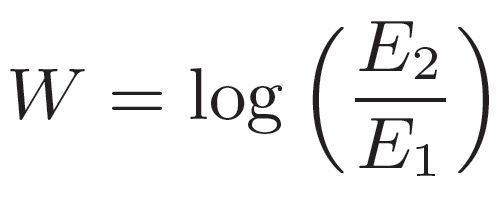 W = log ( E₂ / E₁ )